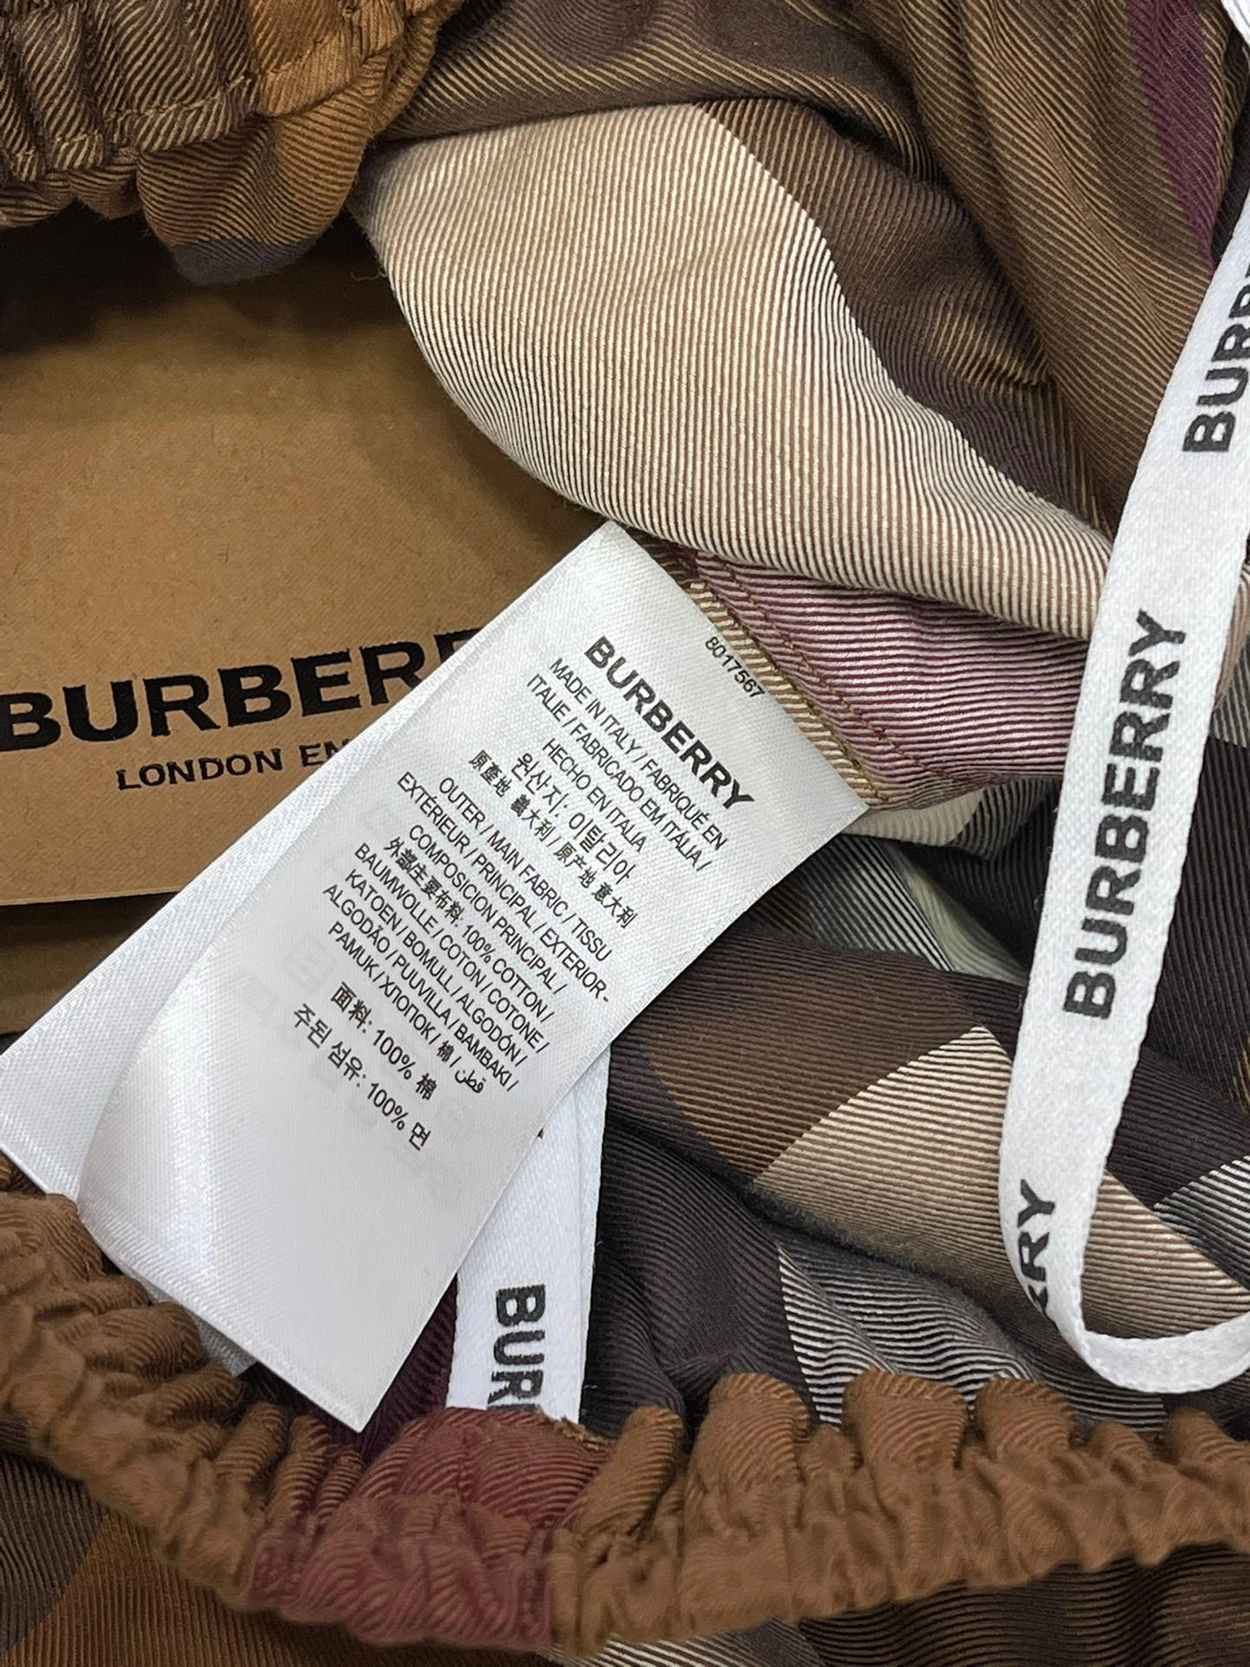 BURBERRY
BURBERRY
BURBERRY
LONDON
8017567
BURBERRY
MADE IN ITALY / FABRIQUÉ EN
ITALIE / FABRICADO EM ITÁLIA /
HECHO EN ITALIA
원산지: 이탈리아
原產地 義大利 / 原产地 意大利
OUTER / MAIN FABRIC / TISSU
EXTÉRIEUR / PRINCIPAL / EXTERIOR-
COMPOSICION PRINCIPAL /
外部主要布料. 100% COTTON /
BAUMWOLLE / COTON / COTONE /
KATOEN / BOMULL / ALGODÓN /
ALGODÃO / PUUVILLA / BAMBAKI /
PAMUK / ХЛОПОК / 棉 / قطن
面料: 100% 棉
주된 섬유: 100% 면